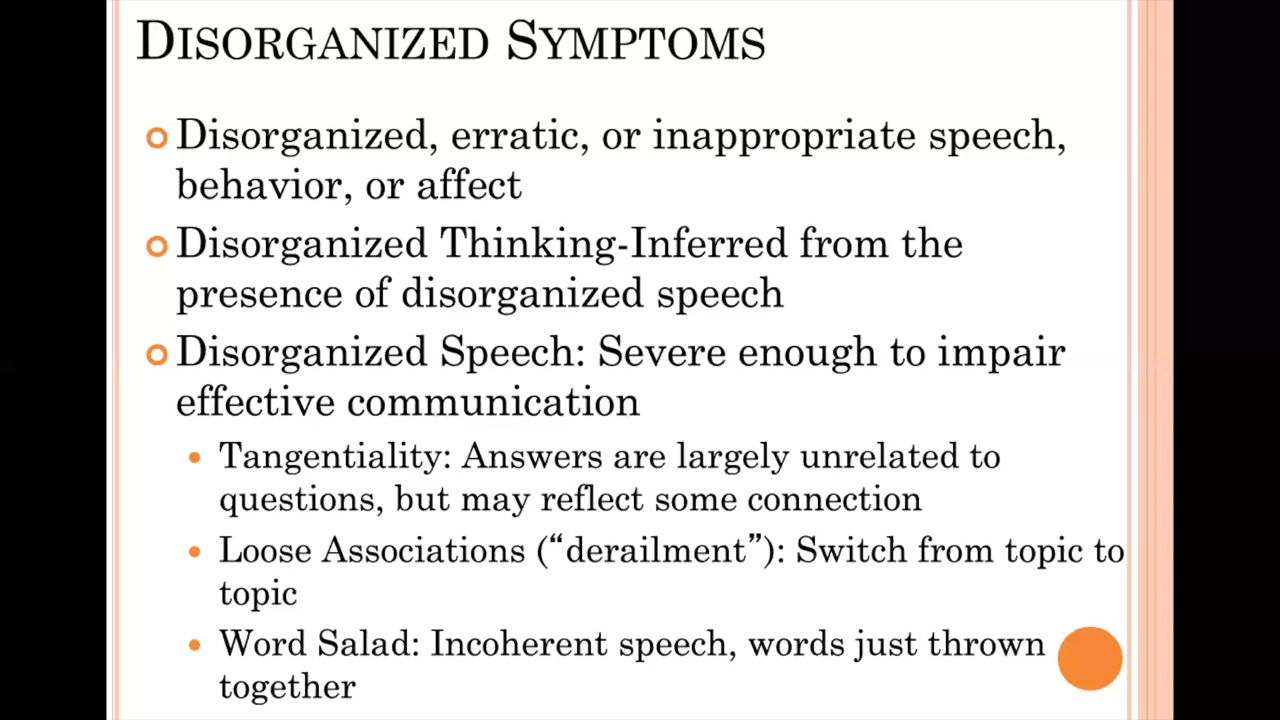 DISORGANIZED SYMPTOMS
Disorganized, erratic, or inappropriate speech,
behavior, or affect
Disorganized Thinking-Inferred from the
presence of disorganized speech
Disorganized Speech: Severe enough to impair
effective communication
Tangentiality: Answers are largely unrelated to
questions, but may reflect some connection
Loose Associations (“derailment”): Switch from topic to
topic
Word Salad: Incoherent speech, words just thrown
together